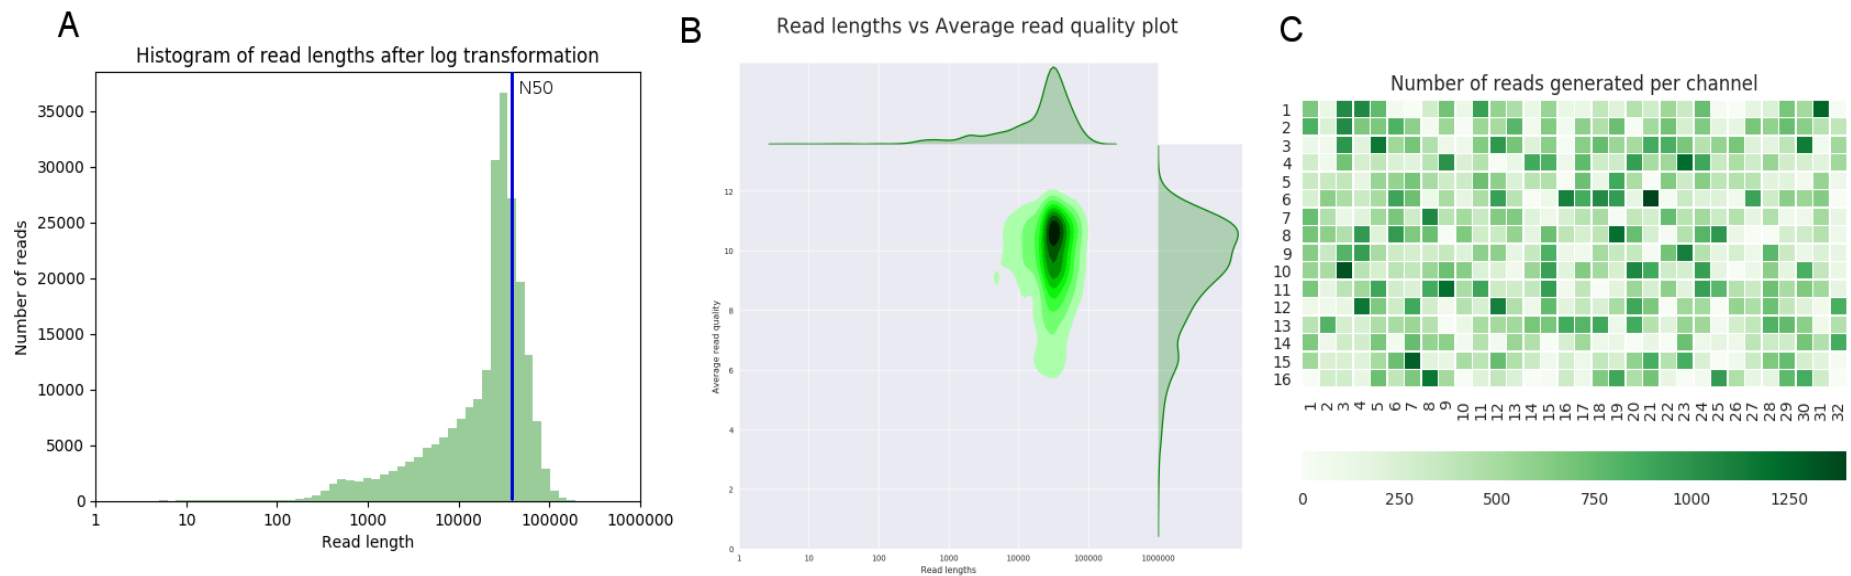 A
Histogram of read lengths after log transformation
N50
35000
30000
25000
20000
15000
10000
5000
0
Number of reads
1 10 100 1000 10000 100000 1000000
Read length
B
Read lengths vs Average read quality plot
12
10
8
6
4
2
0
Average read quality
1 10 100 1000 10000 100000 1000000
Read lengths
C
Number of reads generated per channel
1
2
3
4
5
6
7
8
9
10
11
12
13
14
15
16
1 2 3 4 5 6 7 8 9 10 11 12 13 14 15 16 17 18 19 20 21 22 23 24 25 26 27 28 29 30 31 32
0 250 500 750 1000 1250